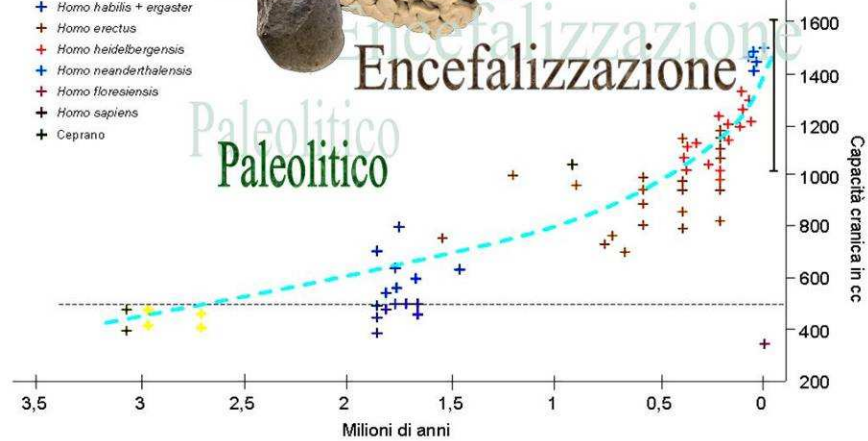 Homo habilis + ergaster
Homo erectus
Homo heidelbergensis
Homo neanderthalensis
Homo floresiensis
Homo sapiens
Ceprano
Encefalizzazione
Encefalizzazione
Paleolitico
Paleolitico
1600
1400
1200
1000
800
600
400
200
Capacità cranica in cc
3,5
3
2,5
2
1,5
1
0,5
0
Milioni di anni